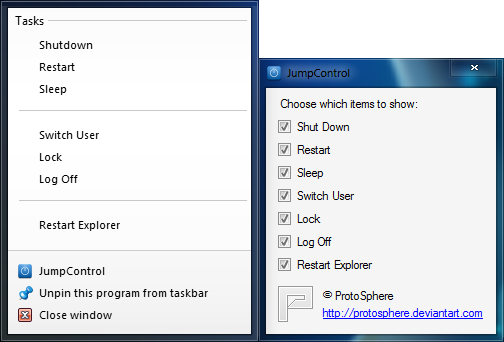 Tasks
Shutdown
Restart
Sleep
Switch User
Lock
Log Off
Restart Explorer
JumpControl
Unpin this program from taskbar
Close window
JumpControl
Choose which items to show:
Shut Down
Restart
Sleep
Switch User
Lock
Log Off
Restart Explorer
© ProtoSphere
http://protosphere.deviantart.com